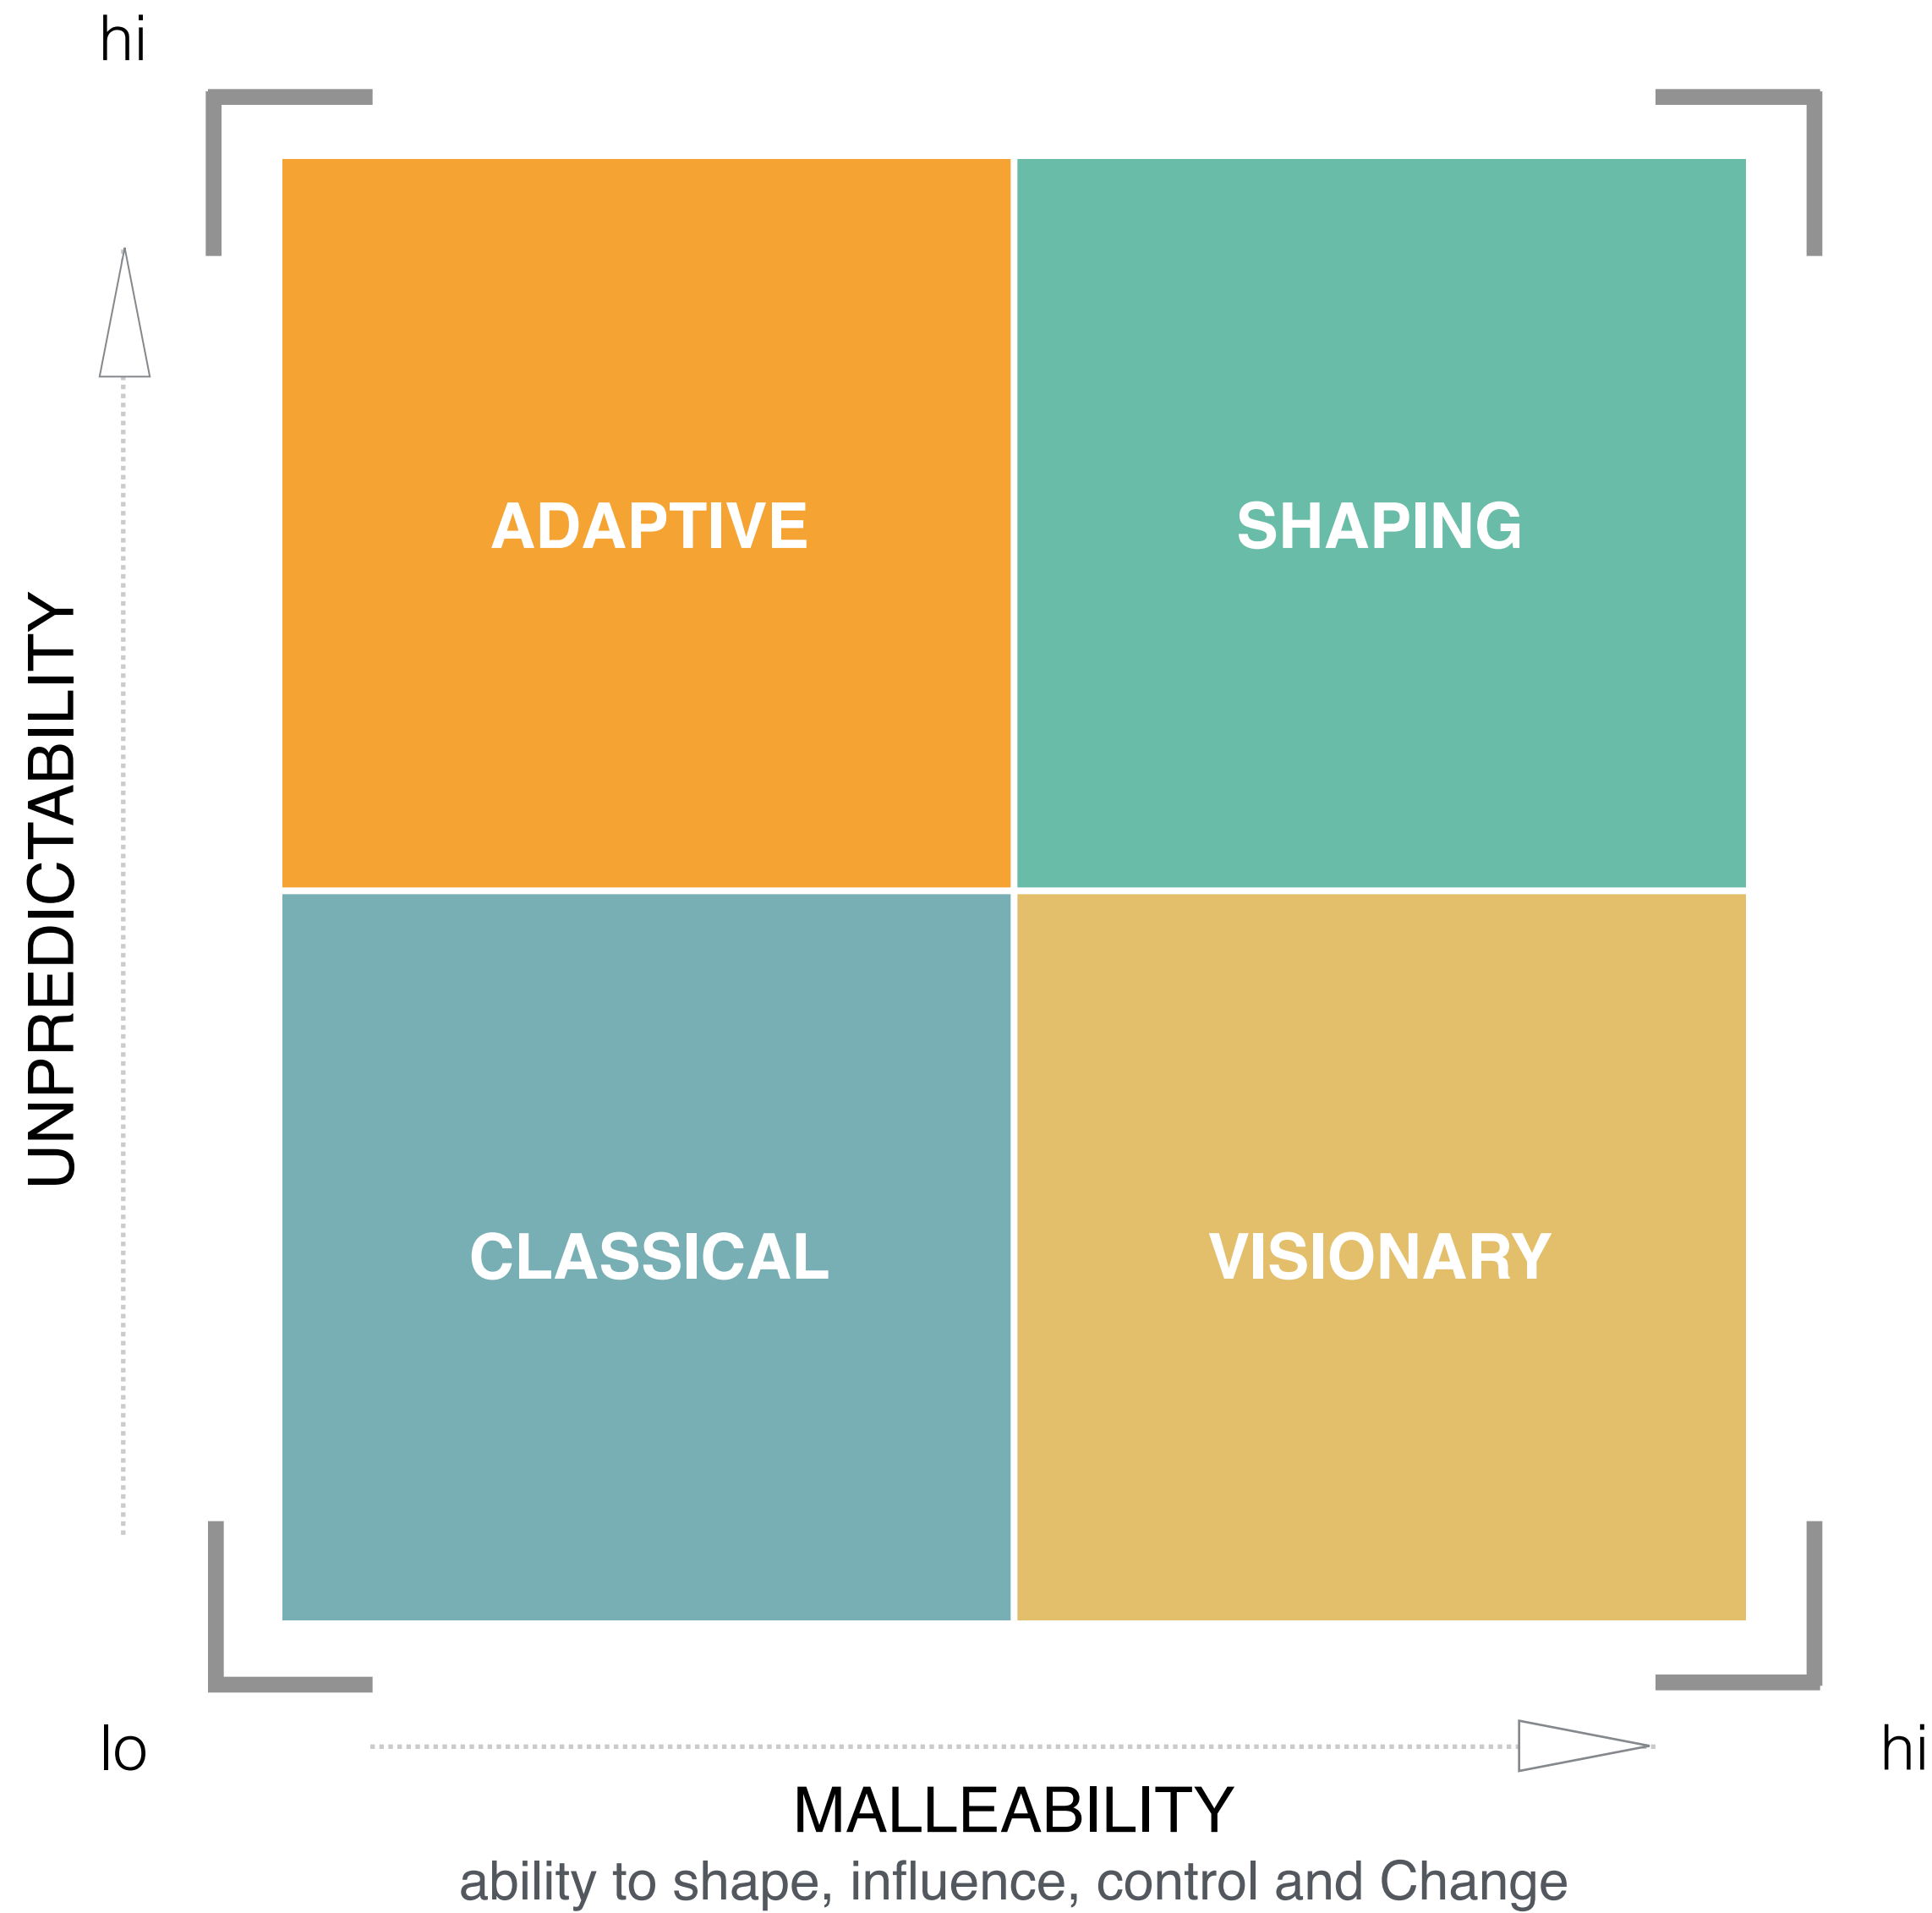 hi
ADAPTIVE
SHAPING
UNPREDICTABILITY
CLASSICAL
VISIONARY
lo
hi
MALLEABILITY
ability to shape, influence, control and Change